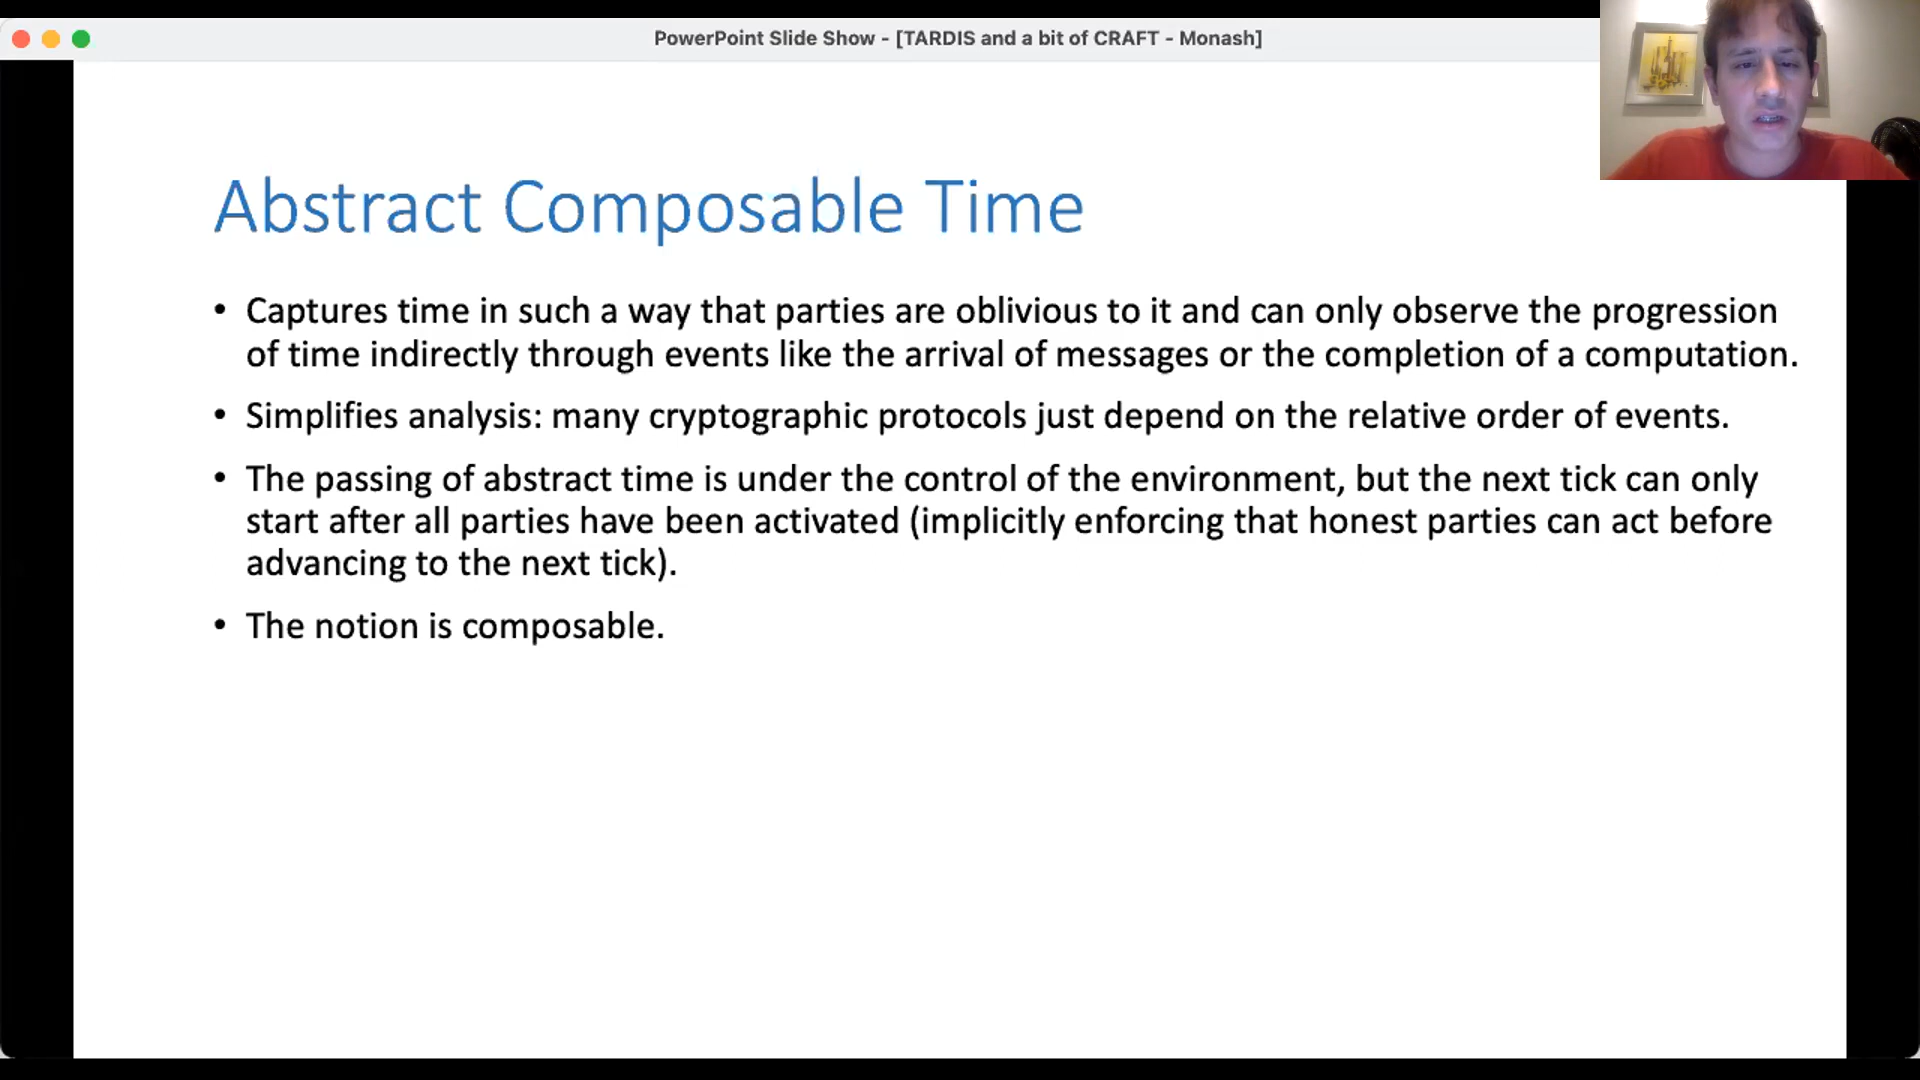 PowerPoint Slide Show - [TARDIS and a bit of CRAFT - Monash]
Abstract Composable Time
• Captures time in such a way that parties are oblivious to it and can only observe the progression
of time indirectly through events like the arrival of messages or the completion of a computation.
• Simplifies analysis: many cryptographic protocols just depend on the relative order of events.
• The passing of abstract time is under the control of the environment, but the next tick can only
start after all parties have been activated (implicitly enforcing that honest parties can act before
advancing to the next tick).
• The notion is composable.